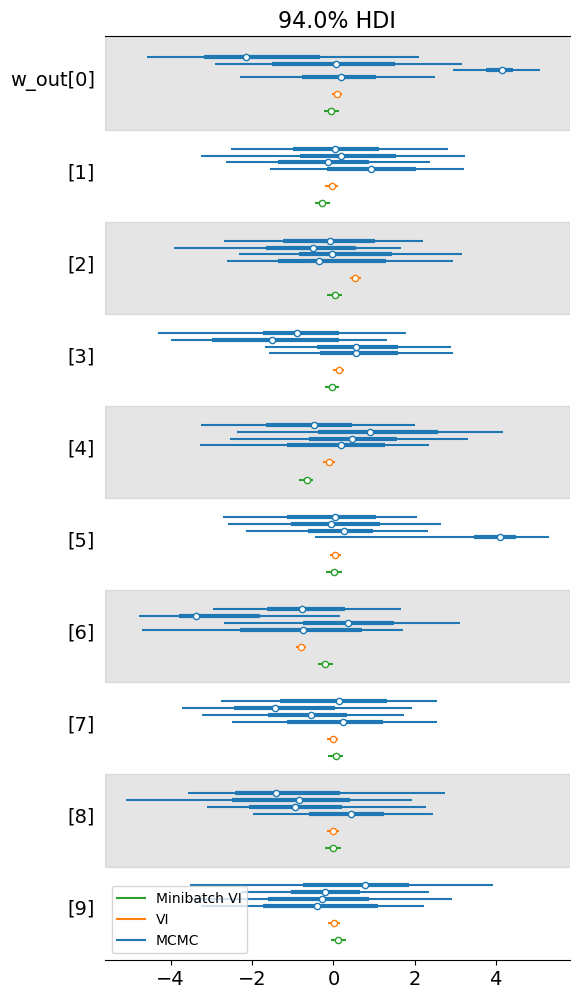 94.0% HDI
w_out[0]
[1]
[2]
[3]
[4]
[5]
[6]
[7]
[8]
[9]
Minibatch VI
VI
MCMC
−4 −2 0 2 4